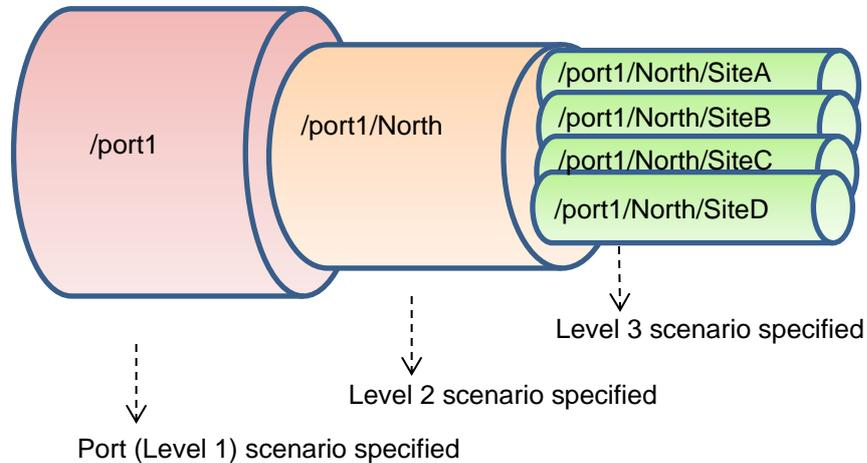 /port1
/port1/North
/port1/North/SiteA
/port1/North/SiteB
/port1/North/SiteC
/port1/North/SiteD
Level 3 scenario specified
Level 2 scenario specified
Port (Level 1) scenario specified